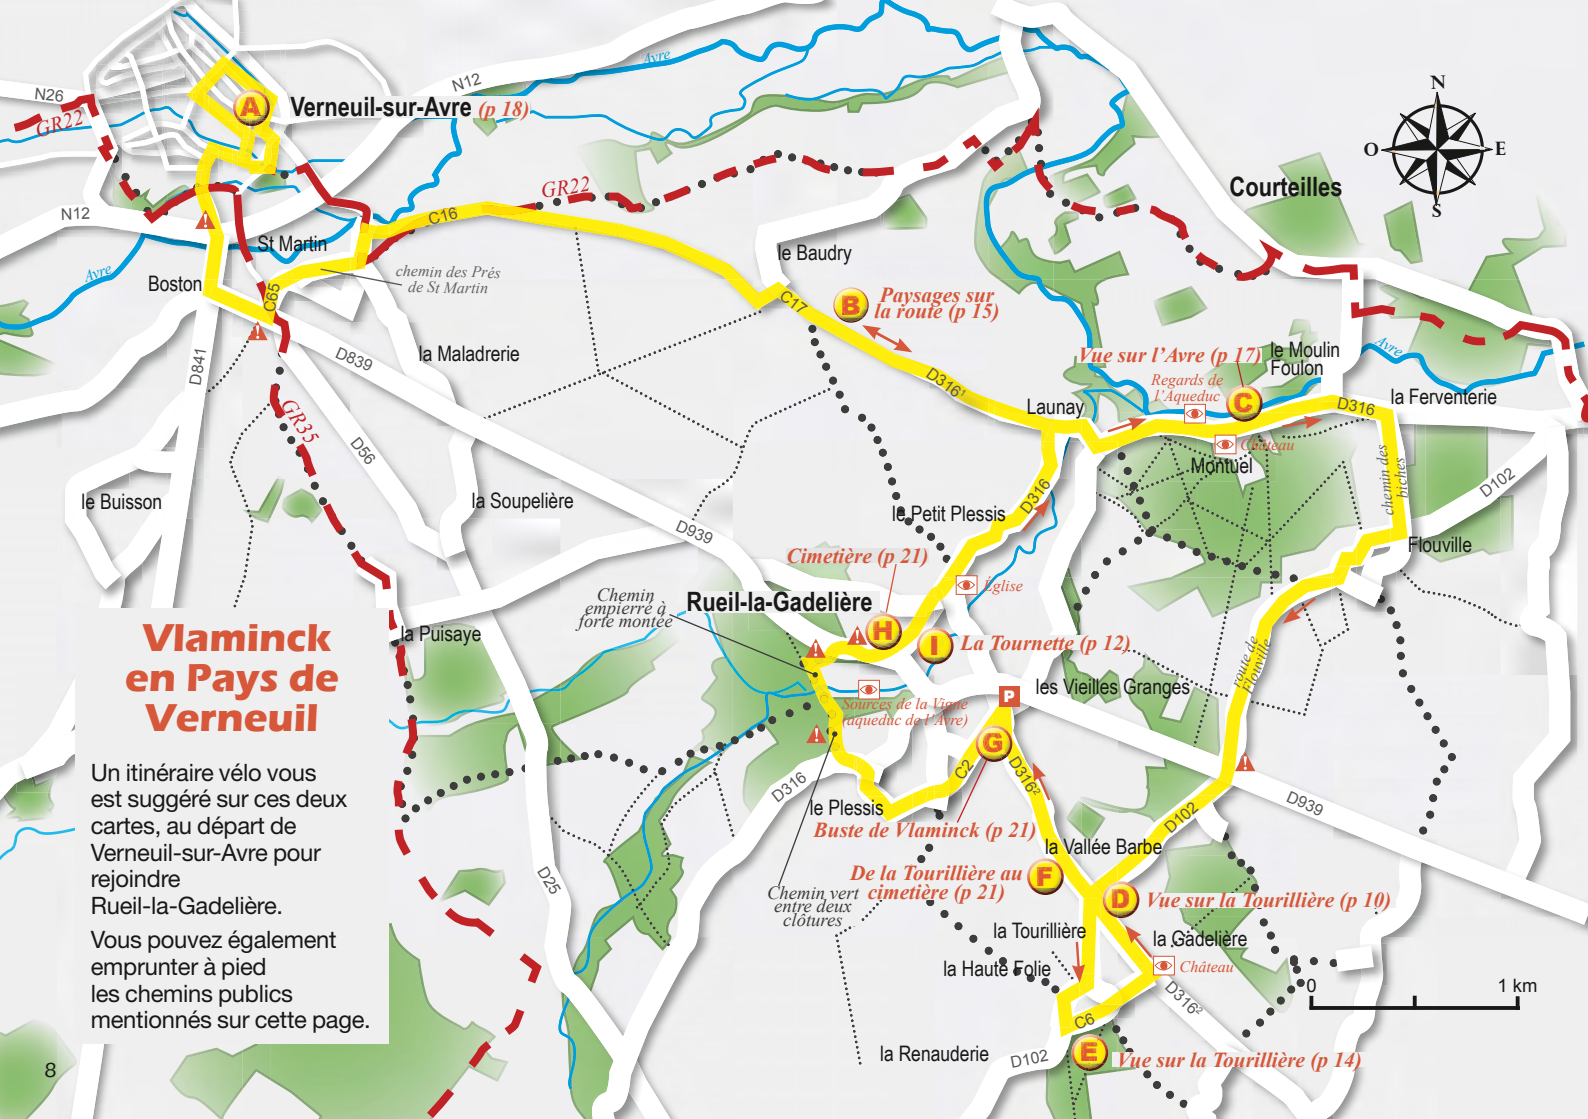 N26
GR22
A
Verneuil-sur-Avre (p 18)
N12
Avre
N
O
E
S
Courteilles
GR22
C16
N12
St Martin
chemin des Prés
de St Martin
Avre
Boston
C65
le Baudry
C17
B
Paysages sur
la route (p 15)
D841
D839
la Maladrerie
D316¹
Vue sur l'Avre (p 17)
le Moulin
Foulon
Avre
Regards de
l'Aqueduc
C
Launay
D316
la Ferventerie
Château
Montuel
chemin des
biches
D102
GR35
D56
le Buisson
la Soupelière
D939
le Petit Plessis
D316
Flouville
Cimetière (p 21)
Église
Chemin
empierré à
forte montée
Rueil-la-Gadelière
H
I
La Tournette (p 12)
la Puisaye
route de
Flouville
P
les Vieilles Granges
Sources de la Vigne
(aqueduc de l'Avre)
G
C2
D316²
D316
le Plessis
Buste de Vlaminck (p 21)
D939
D102
la Vallée Barbe
De la Tourillière au
cimetière (p 21)
F
D
Vue sur la Tourillière (p 10)
D25
Chemin vert
entre deux
clôtures
la Tourillière
la Gadelière
la Haute Folie
Château
D316²
0
1 km
C6
la Renauderie
D102
E
Vue sur la Tourillière (p 14)
Vlaminck
en Pays de
Verneuil
Un itinéraire vélo vous
est suggéré sur ces deux
cartes, au départ de
Verneuil-sur-Avre pour
rejoindre
Rueil-la-Gadelière.
Vous pouvez également
emprunter à pied
les chemins publics
mentionnés sur cette page.
8